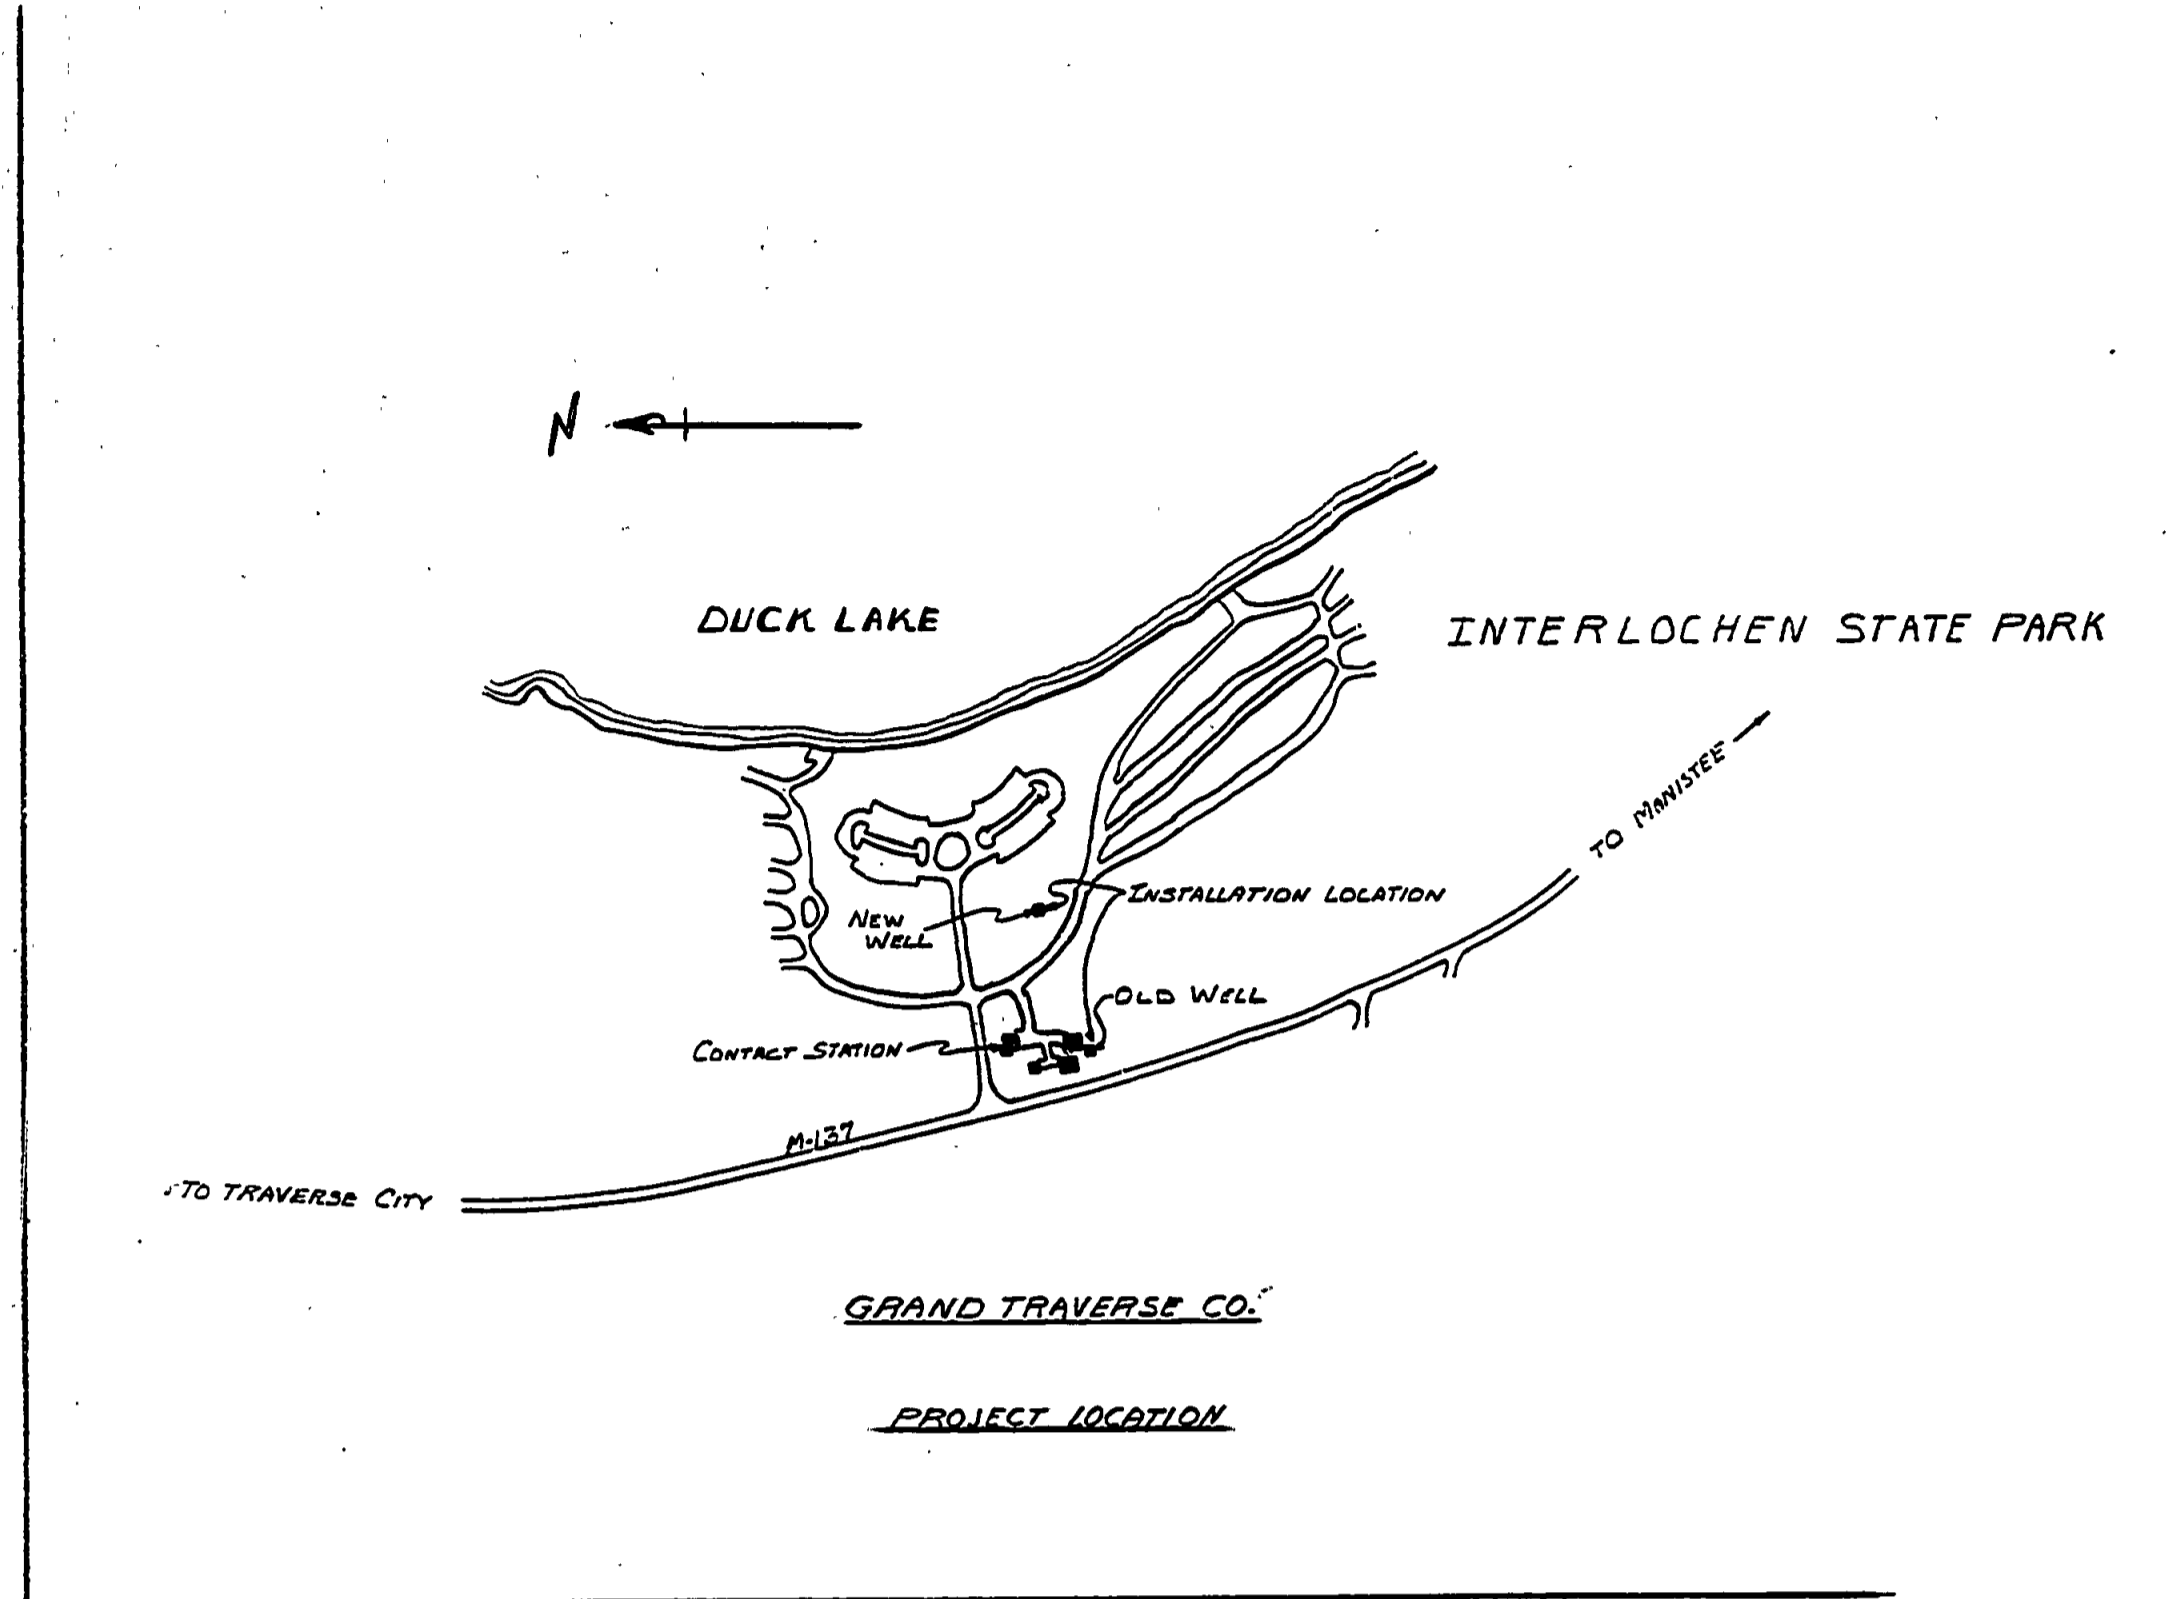 N
DUCK LAKE
INTERLOCHEN STATE PARK
TO MANISTEE
INSTALLATION LOCATION
NEW
WELL
OLD WELL
CONTACT STATION
M-137
TO TRAVERSE CITY
GRAND TRAVERSE CO.
PROJECT LOCATION